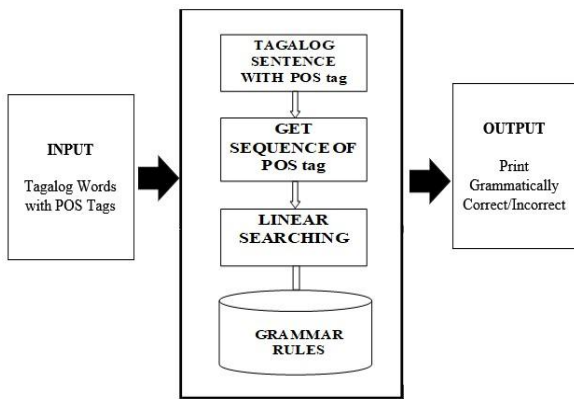 INPUT
Tagalog Words
with POS Tags
TAGALOG
SENTENCE
WITH POS tag
GET
SEQUENCE OF
POS tag
LINEAR
SEARCHING
GRAMMAR
RULES
OUTPUT
Print
Grammatically
Correct/Incorrect